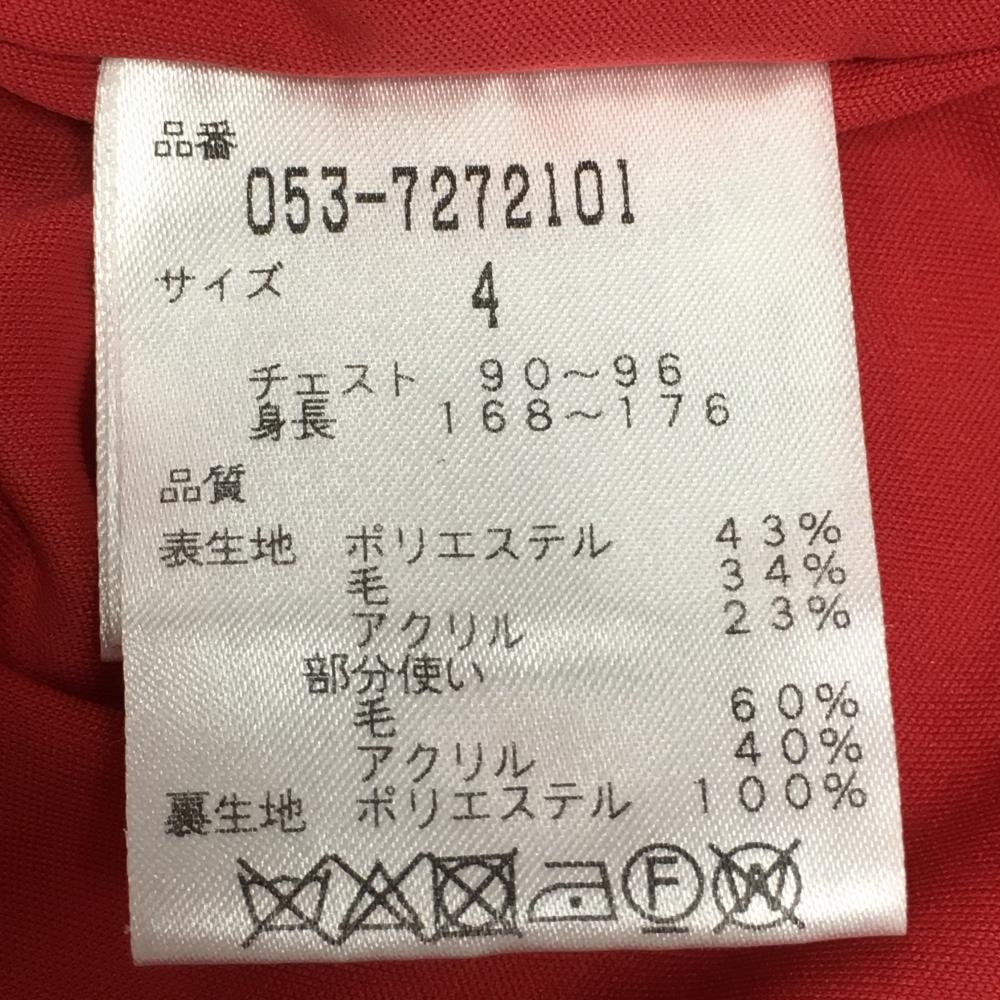 品番
053-7272101
サイズ 4
チェスト 90～96
身長 168～176
品質
表生地 ポリエステル 43%
毛 34%
アクリル 23%
部分使い
毛 60%
アクリル 40%
裏生地 ポリエステル 100%
F W